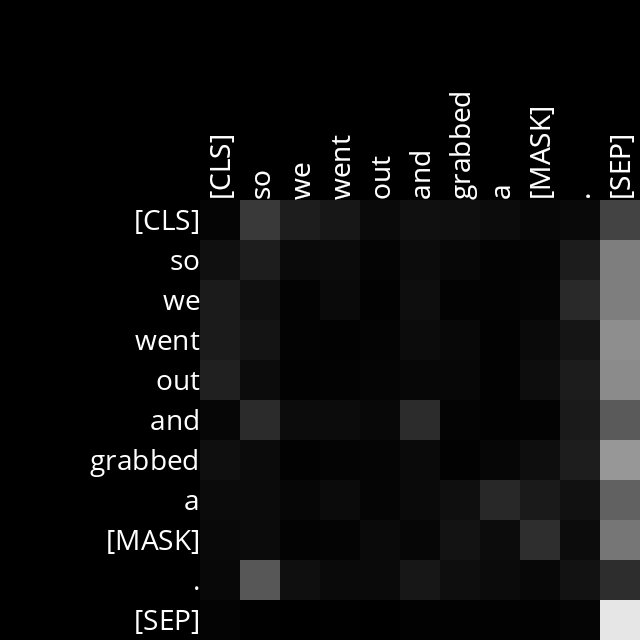 [CLS] so we went out and grabbed a [MASK] . [SEP]
[CLS]
so
we
went
out
and
grabbed
a
[MASK]
.
[SEP]